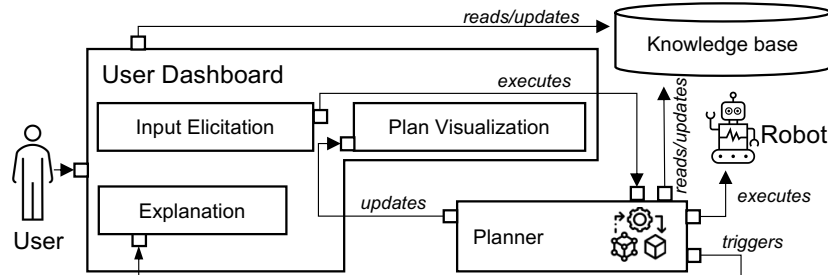 reads/updates
Knowledge base
User Dashboard
executes
Input Elicitation
Plan Visualization
reads/updates
Robot
Explanation
updates
executes
User
Planner
triggers